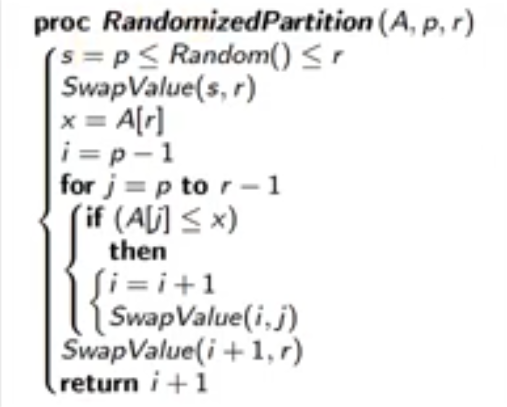 proc RandomizedPartition(A, p, r)
s = p ≤ Random() ≤ r
SwapValue(s, r)
x = A[r]
i = p − 1
for j = p to r − 1
if (A[j] ≤ x)
then
i = i + 1
SwapValue(i, j)
SwapValue(i + 1, r)
return i + 1